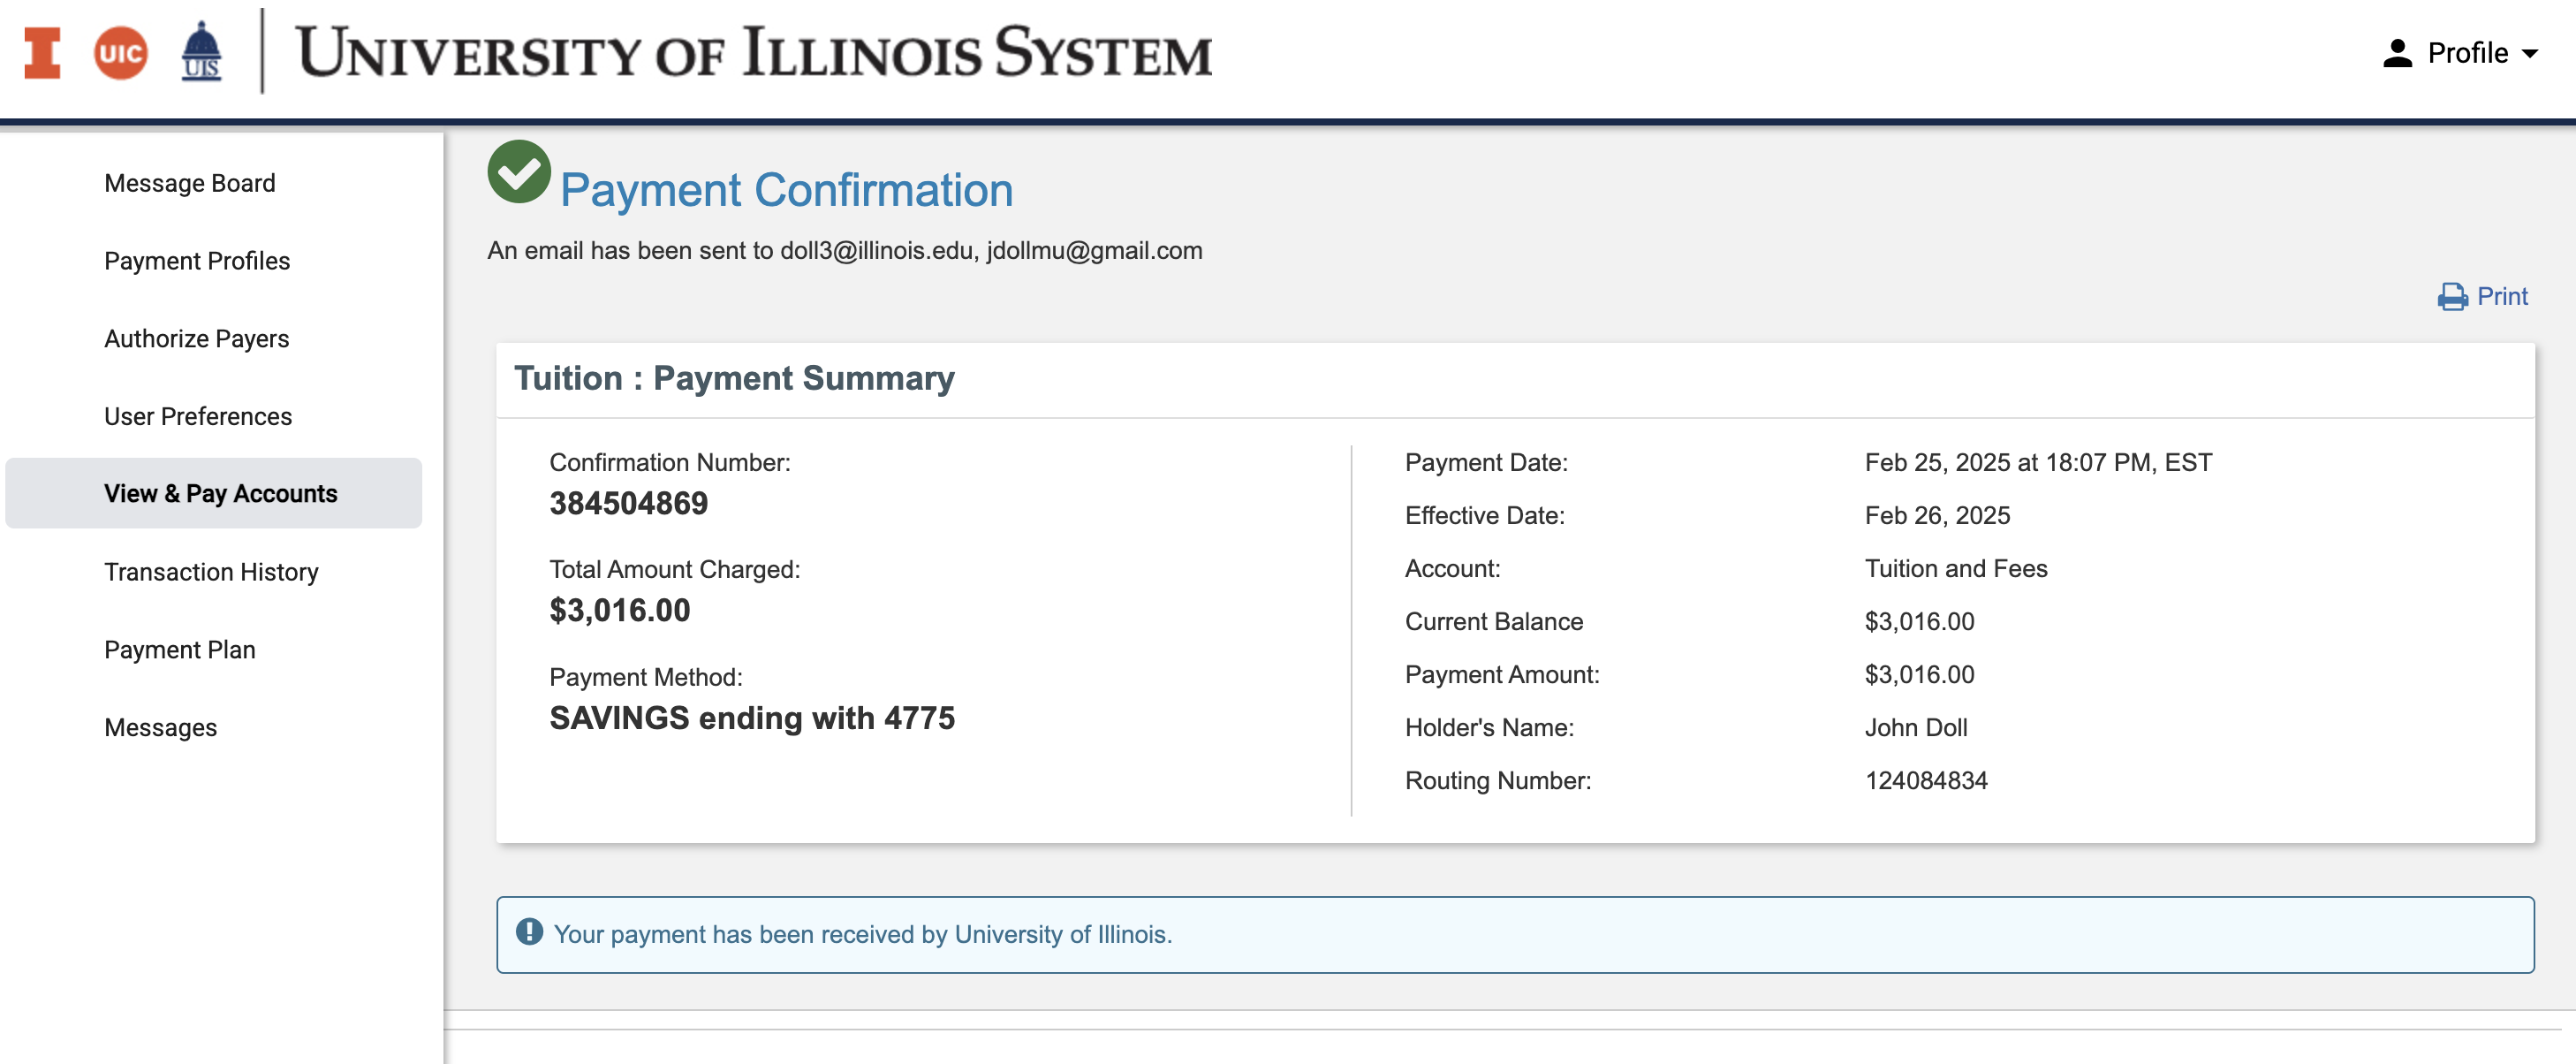 I UIC UIS UNIVERSITY OF ILLINOIS SYSTEM
Profile
Message Board
Payment Profiles
Authorize Payers
User Preferences
View & Pay Accounts
Transaction History
Payment Plan
Messages
Payment Confirmation
An email has been sent to doll3@illinois.edu, jdollmu@gmail.com
Print
Tuition : Payment Summary
Confirmation Number:
384504869
Total Amount Charged:
$3,016.00
Payment Method:
SAVINGS ending with 4775
Payment Date: Feb 25, 2025 at 18:07 PM, EST
Effective Date: Feb 26, 2025
Account: Tuition and Fees
Current Balance $3,016.00
Payment Amount: $3,016.00
Holder's Name: John Doll
Routing Number: 124084834
Your payment has been received by University of Illinois.